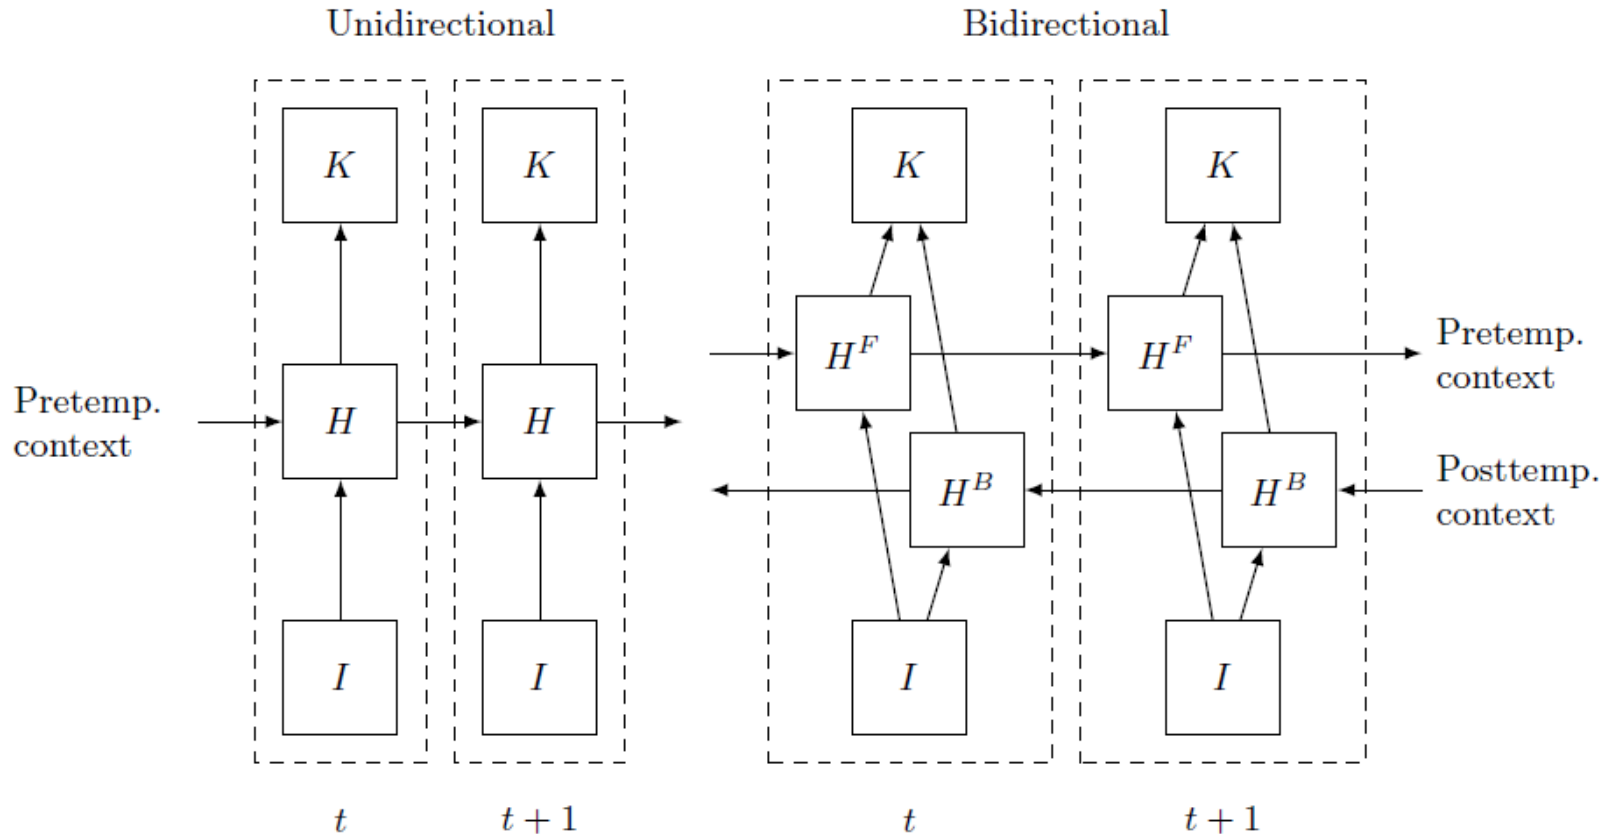 Unidirectional
Bidirectional
K
K
K
K
H^F
H^F
Pretemp.
context
Pretemp.
context
H
H
H^B
H^B
Posttemp.
context
I
I
I
I
t
t + 1
t
t + 1